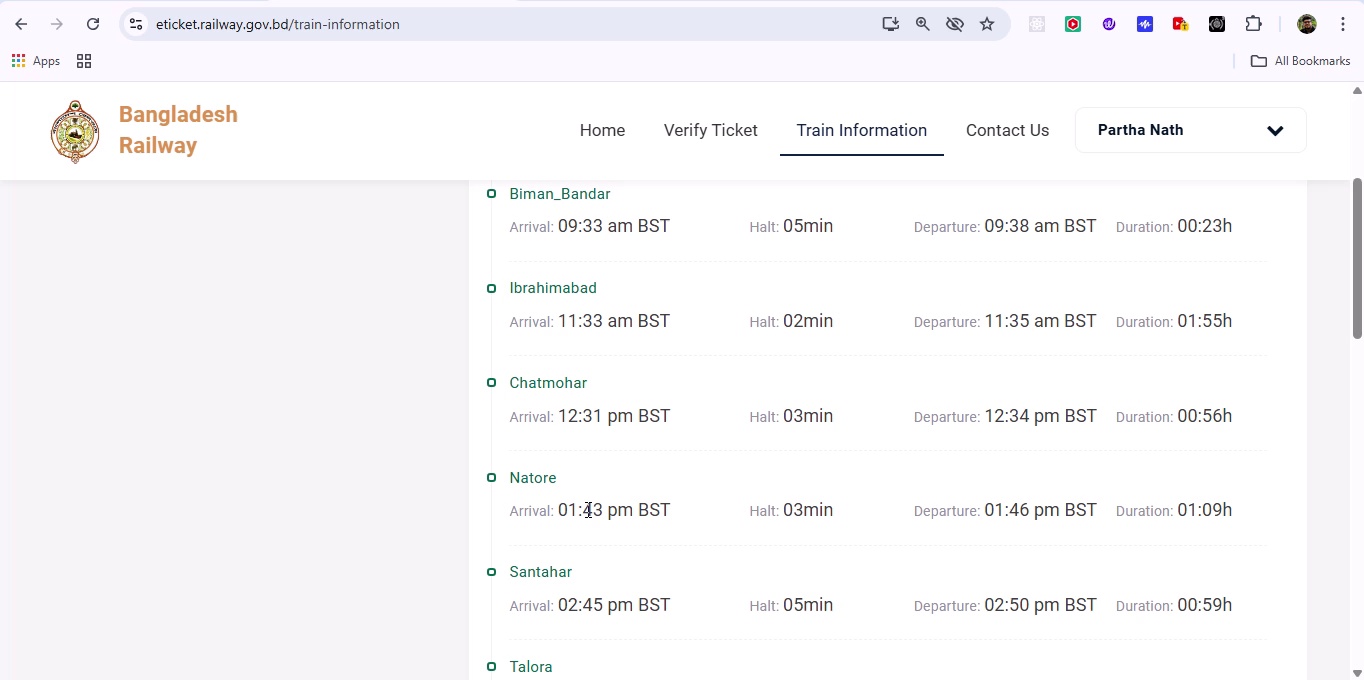 eticket.railway.gov.bd/train-information
Apps
All Bookmarks
Bangladesh
Railway
Home
Verify Ticket
Train Information
Contact Us
Partha Nath
Biman_Bandar
Arrival: 09:33 am BST Halt: 05min Departure: 09:38 am BST Duration: 00:23h
Ibrahimabad
Arrival: 11:33 am BST Halt: 02min Departure: 11:35 am BST Duration: 01:55h
Chatmohar
Arrival: 12:31 pm BST Halt: 03min Departure: 12:34 pm BST Duration: 00:56h
Natore
Arrival: 01:43 pm BST Halt: 03min Departure: 01:46 pm BST Duration: 01:09h
Santahar
Arrival: 02:45 pm BST Halt: 05min Departure: 02:50 pm BST Duration: 00:59h
Talora